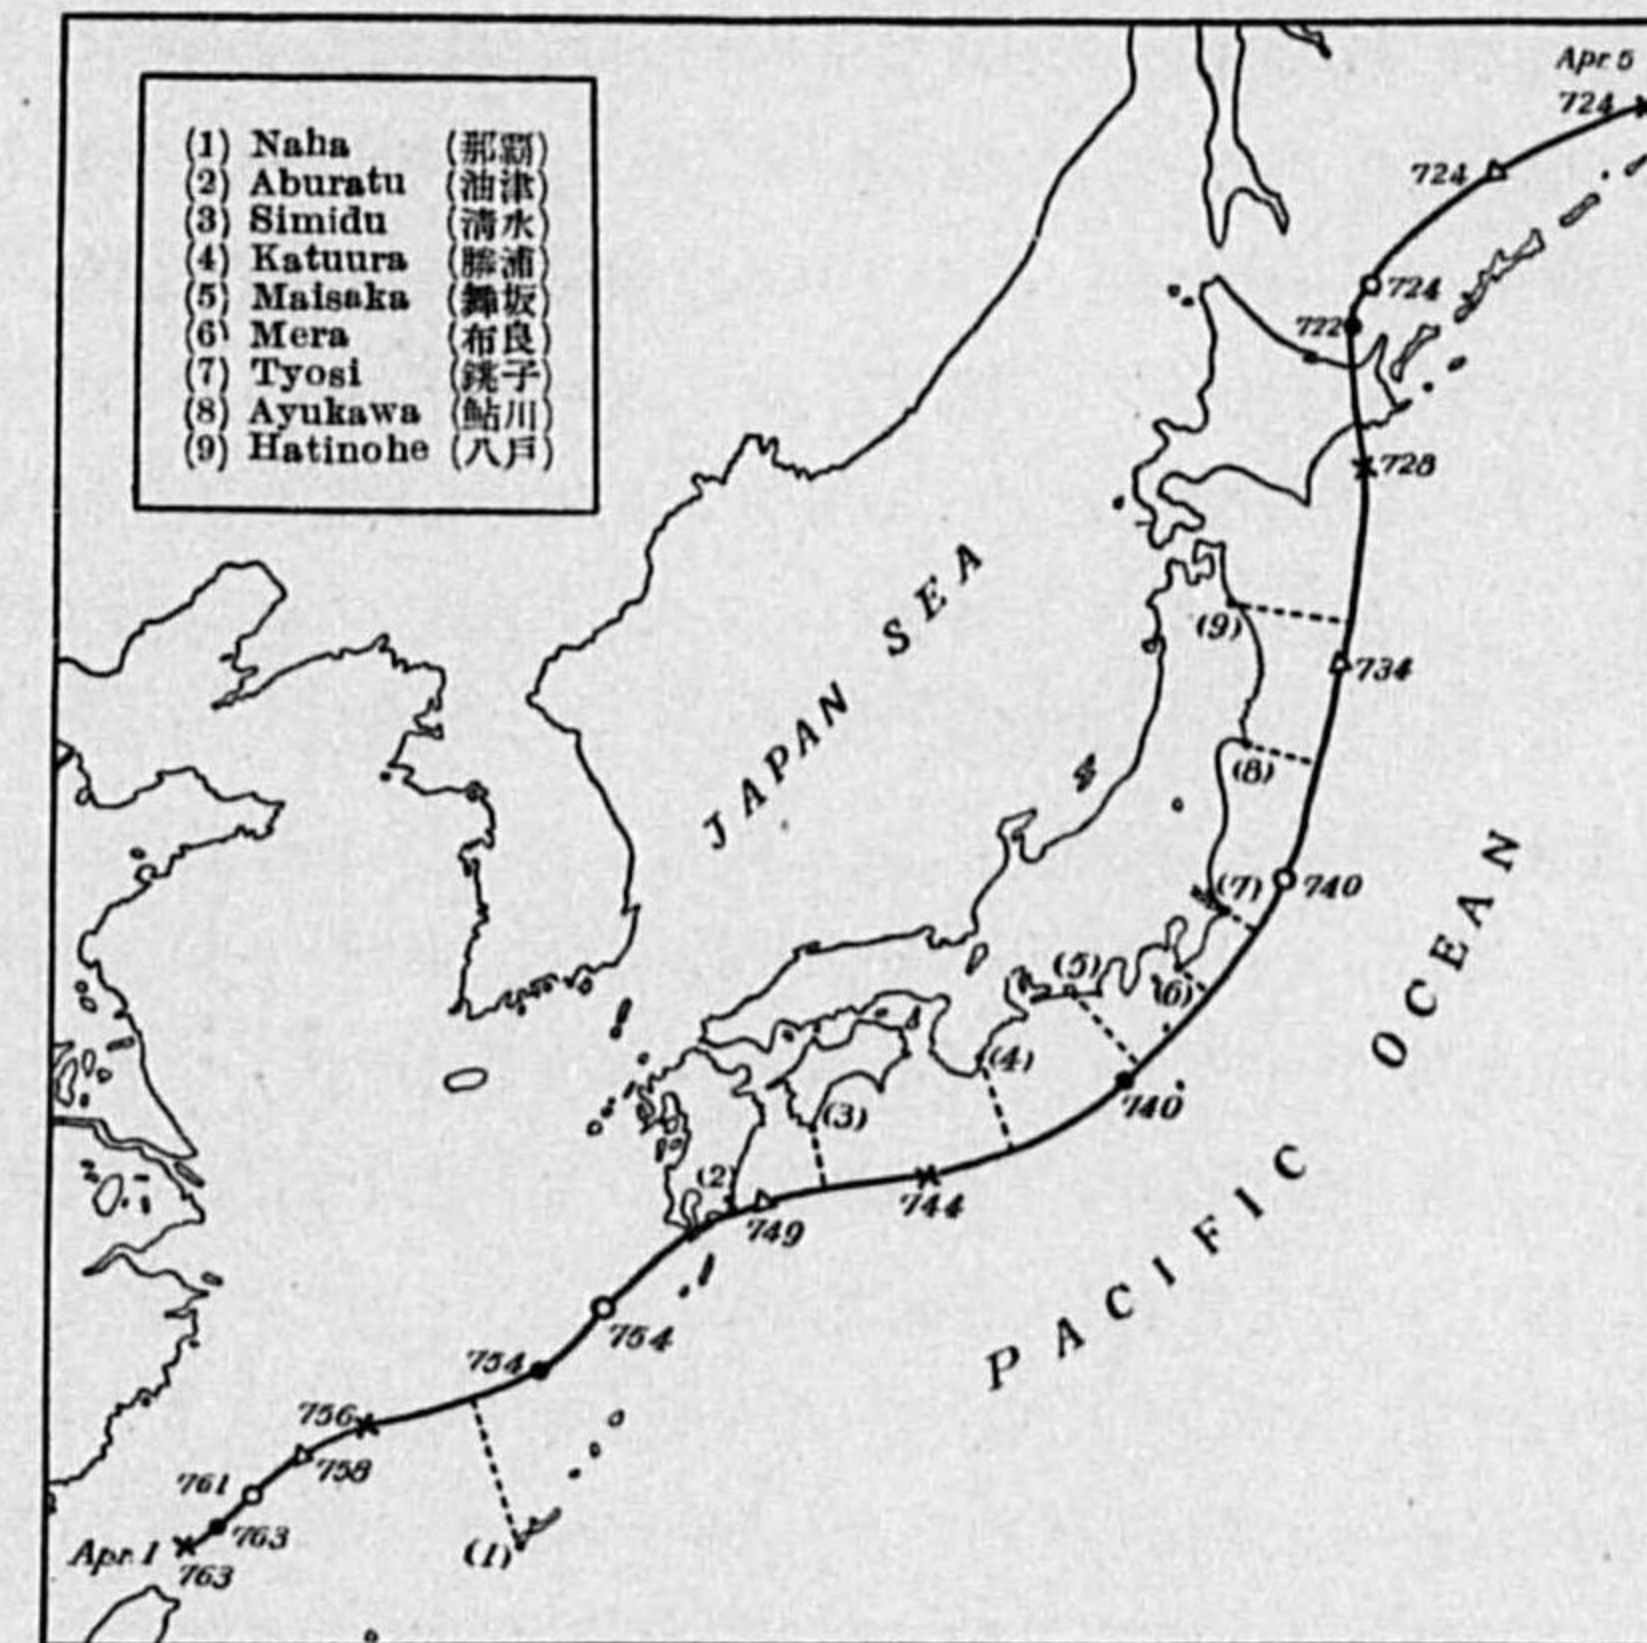 (1) Naha (那覇)
(2) Aburatu (油津)
(3) Simidu (清水)
(4) Katuura (勝浦)
(5) Maisaka (舞坂)
(6) Mera (布良)
(7) Tyosi (銚子)
(8) Ayukawa (鮎川)
(9) Hatinohe (八戸)
Apr. 5
724
724
724
722
728
JAPAN SEA
(9)
734
(8)
(7)
740
(5)
(6)
(4)
740
(3)
(2)
749
744
PACIFIC OCEAN
754
754
756
758
761
763
Apr. 1
763
(1)